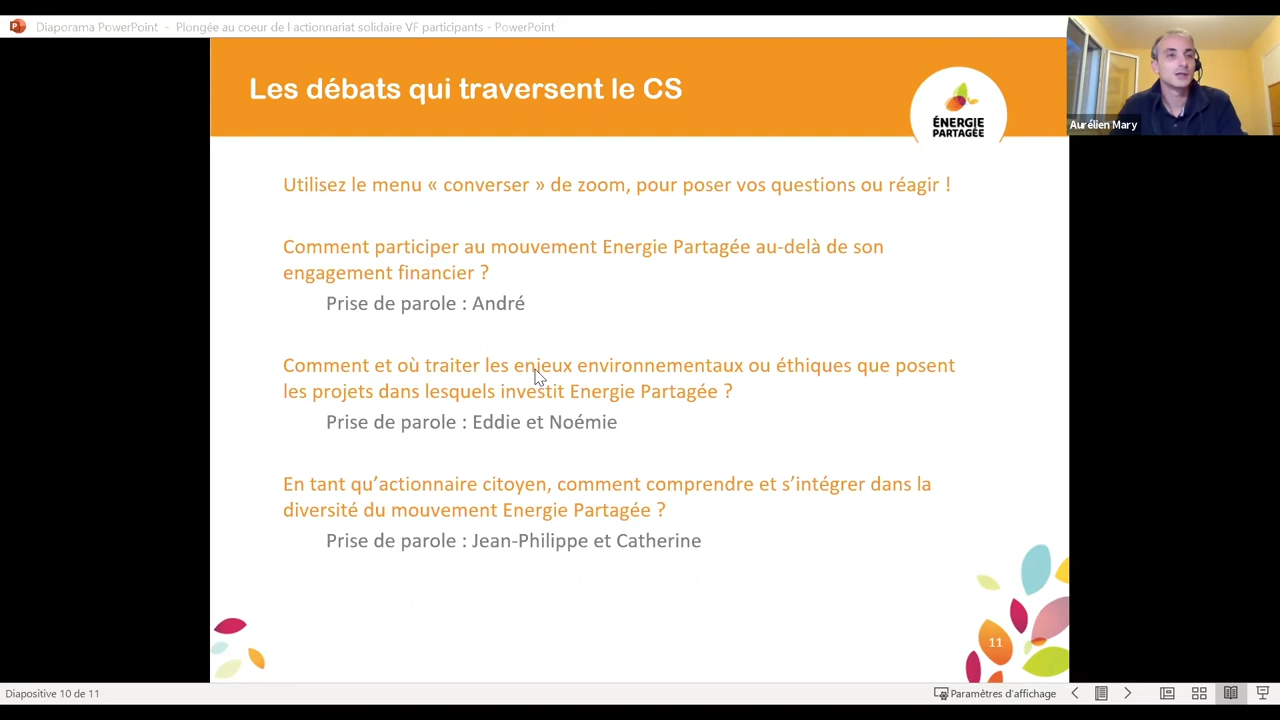 Diaporama PowerPoint - Plongée au coeur de l actionnariat solidaire VF participants - PowerPoint
Les débats qui traversent le CS
ÉNERGIE
PARTAGÉE
Aurélien Mary
Utilisez le menu « converser » de zoom, pour poser vos questions ou réagir !
Comment participer au mouvement Energie Partagée au-delà de son
engagement financier ?
Prise de parole : André
Comment et où traiter les enjeux environnementaux ou éthiques que posent
les projets dans lesquels investit Energie Partagée ?
Prise de parole : Eddie et Noémie
En tant qu’actionnaire citoyen, comment comprendre et s’intégrer dans la
diversité du mouvement Energie Partagée ?
Prise de parole : Jean-Philippe et Catherine
11
Diapositive 10 de 11
Paramètres d'affichage